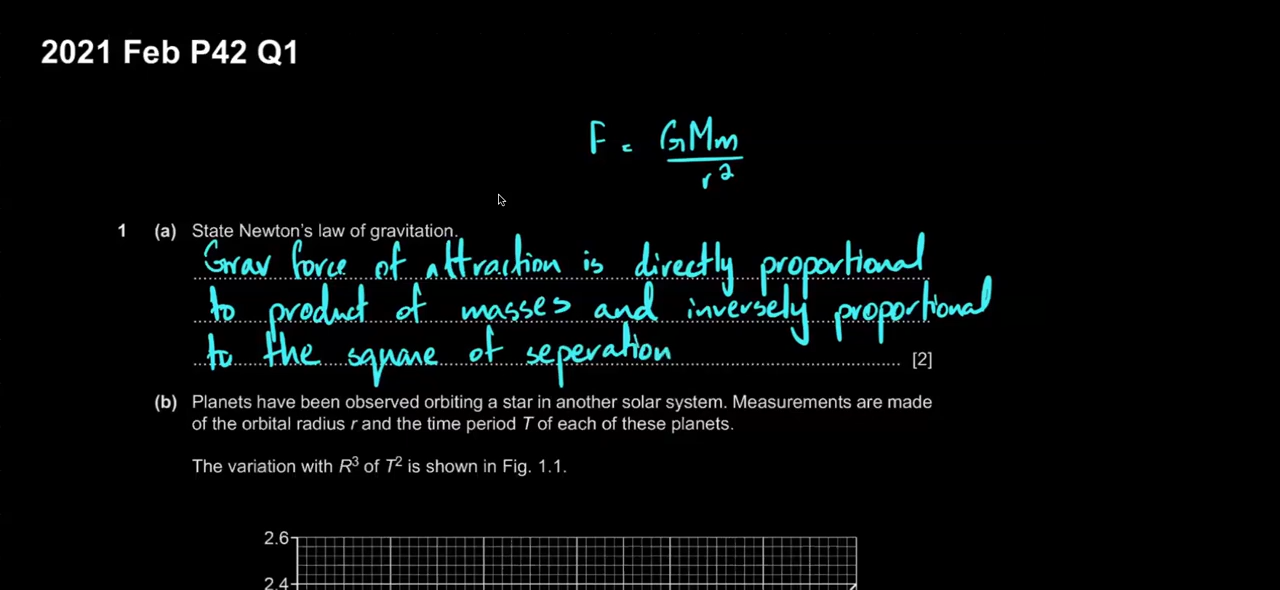 2021 Feb P42 Q1
F = GMm / r²
1 (a) State Newton's law of gravitation.
Grav force of attraction is directly proportional
to product of masses and inversely proportional
to the square of seperation [2]
(b) Planets have been observed orbiting a star in another solar system. Measurements are made
of the orbital radius r and the time period T of each of these planets.
The variation with R³ of T² is shown in Fig. 1.1.
2.6
2.4